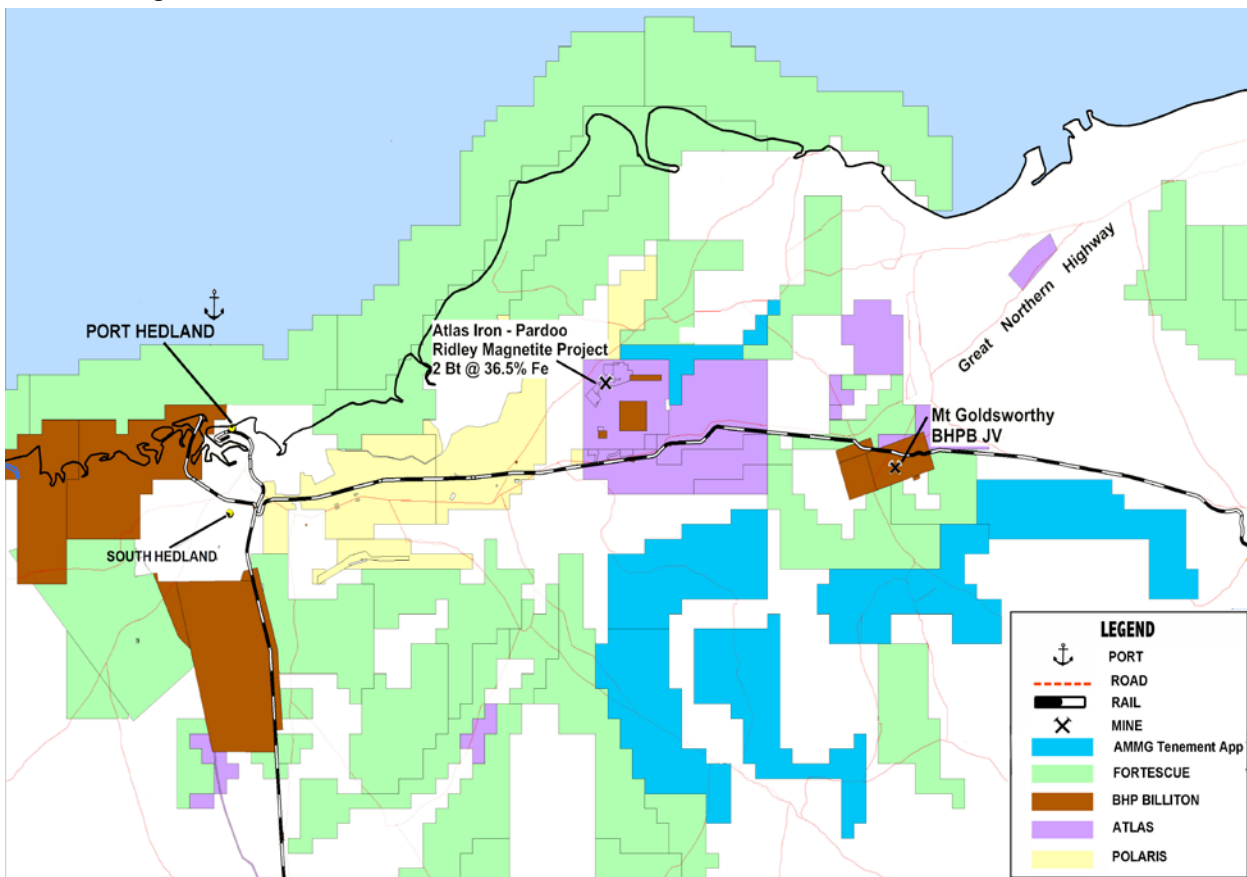 PORT HEDLAND
Atlas Iron - Pardoo
Ridley Magnetite Project
2 Bt @ 36.5% Fe
Great Northern Highway
Mt Goldsworthy
BHPB JV
SOUTH HEDLAND
LEGEND
PORT
ROAD
RAIL
MINE
AMMG Tenement App
FORTESCUE
BHP BILLITON
ATLAS
POLARIS